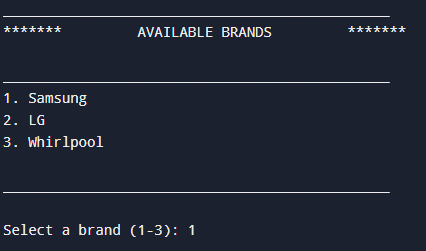 *******          AVAILABLE BRANDS          *******
1. Samsung
2. LG
3. Whirlpool
Select a brand (1-3): 1